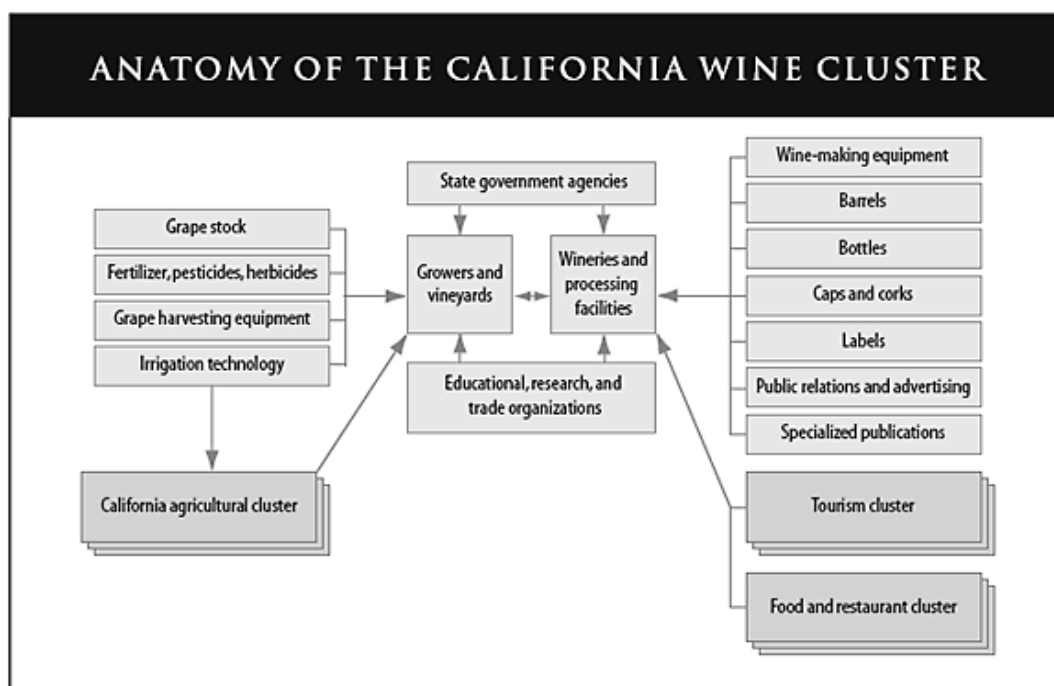 ANATOMY OF THE CALIFORNIA WINE CLUSTER
State government agencies
Grape stock
Fertilizer, pesticides, herbicides
Grape harvesting equipment
Irrigation technology
California agricultural cluster
Growers and
vineyards
Wineries and
processing
facilities
Educational, research, and
trade organizations
Wine-making equipment
Barrels
Bottles
Caps and corks
Labels
Public relations and advertising
Specialized publications
Tourism cluster
Food and restaurant cluster